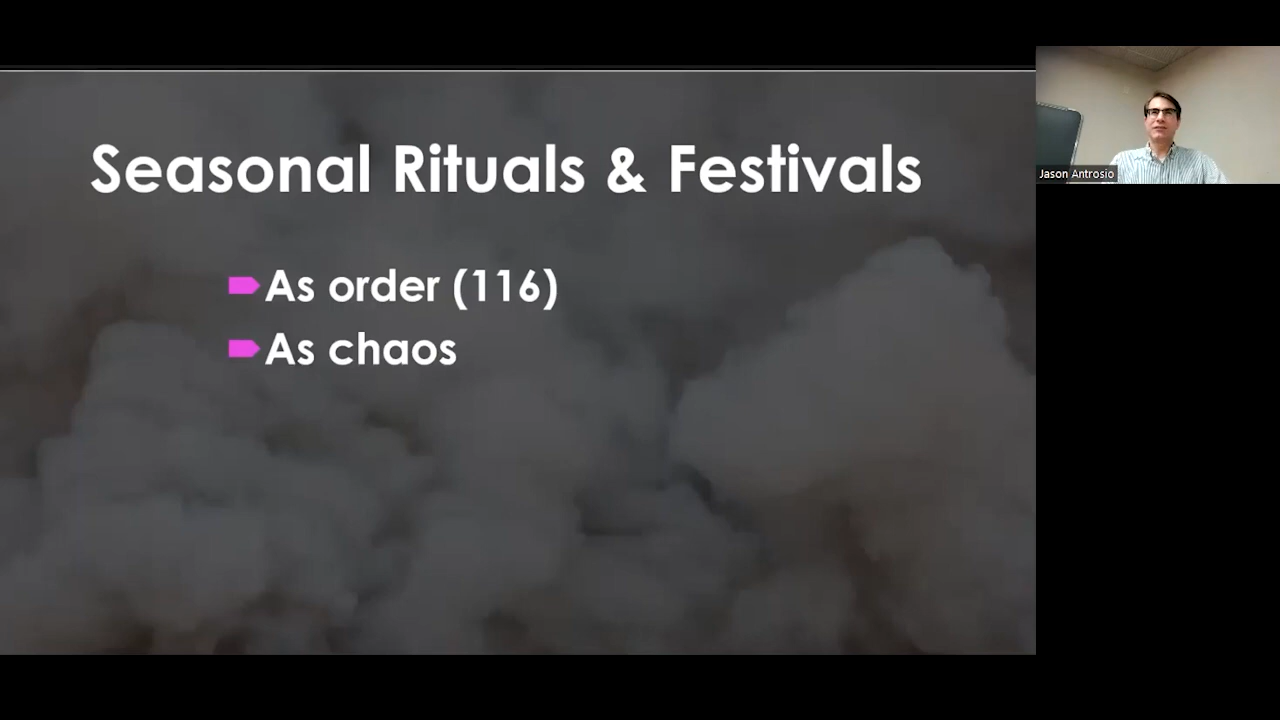 Seasonal Rituals & Festivals
As order (116)
As chaos
Jason Antrosio